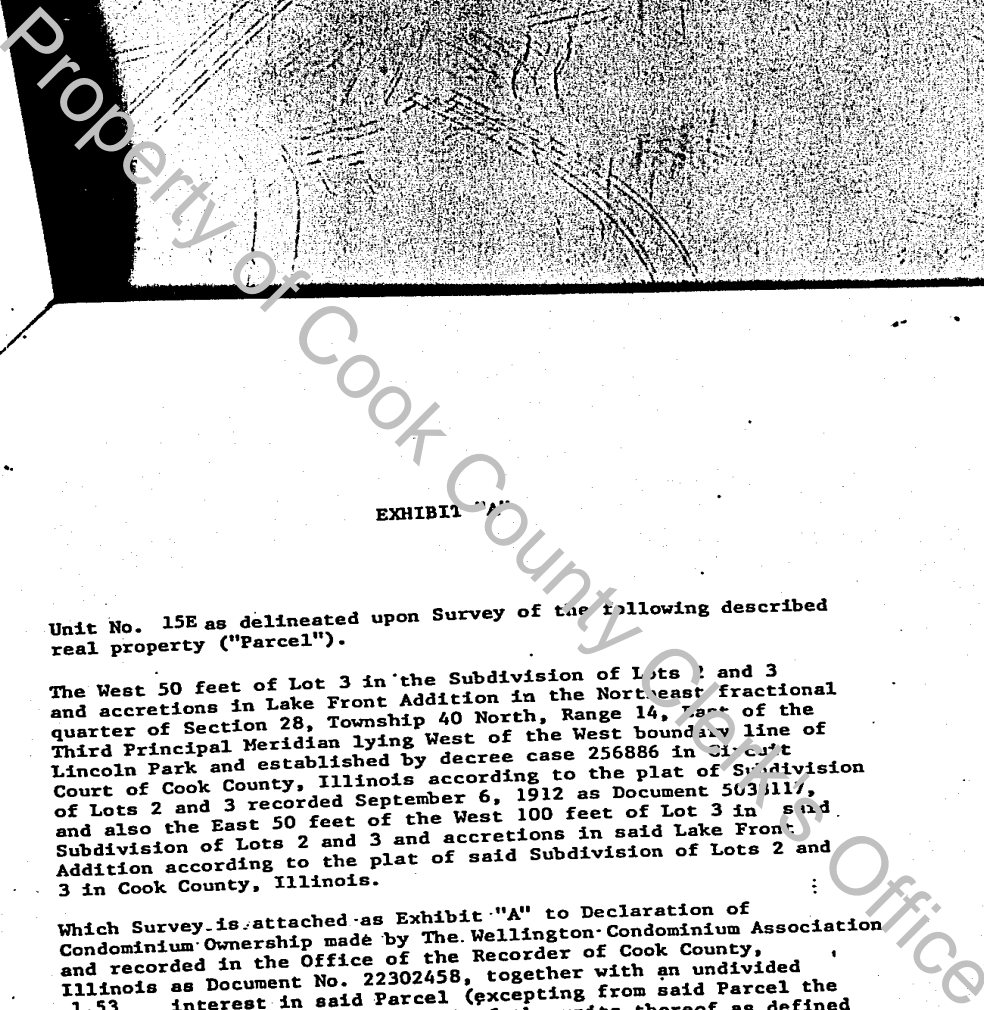 Property of Cook County Clerk's Office
EXHIBIT "A"
Unit No. 15E as delineated upon Survey of the following described
real property ("Parcel").
The West 50 feet of Lot 3 in the Subdivision of Lots 2 and 3
and accretions in Lake Front Addition in the Northeast fractional
quarter of Section 28, Township 40 North, Range 14, East of the
Third Principal Meridian lying West of the West boundary line of
Lincoln Park and established by decree case 256886 in Circuit
Court of Cook County, Illinois according to the plat of Subdivision
of Lots 2 and 3 recorded September 6, 1912 as Document 5038117,
and also the East 50 feet of the West 100 feet of Lot 3 in said
Subdivision of Lots 2 and 3 and accretions in said Lake Front
Addition according to the plat of said Subdivision of Lots 2 and
3 in Cook County, Illinois.
Which Survey is attached as Exhibit "A" to Declaration of
Condominium Ownership made by The Wellington Condominium Association
and recorded in the Office of the Recorder of Cook County,
Illinois as Document No. 22302458, together with an undivided
1.53 interest in said Parcel (excepting from said Parcel the
units thereof as defined